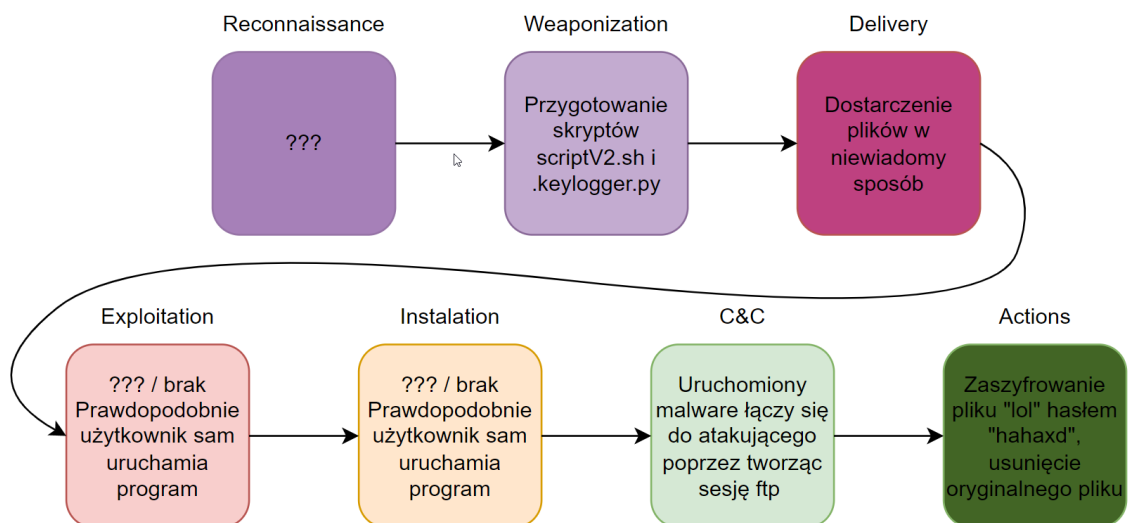 Reconnaissance
Weaponization
Delivery
???
Przygotowanie
skryptów
scriptV2.sh i
.keylogger.py
Dostarczenie
plików w
niewiadomy
sposób
Exploitation
Instalation
C&C
Actions
??? / brak
Prawdopodobnie
użytkownik sam
uruchamia
program
??? / brak
Prawdopodobnie
użytkownik sam
uruchamia
program
Uruchomiony
malware łączy się
do atakującego
poprzez tworząc
sesję ftp
Zaszyfrowanie
pliku "lol" hasłem
"hahaxd",
usunięcie
oryginalnego pliku